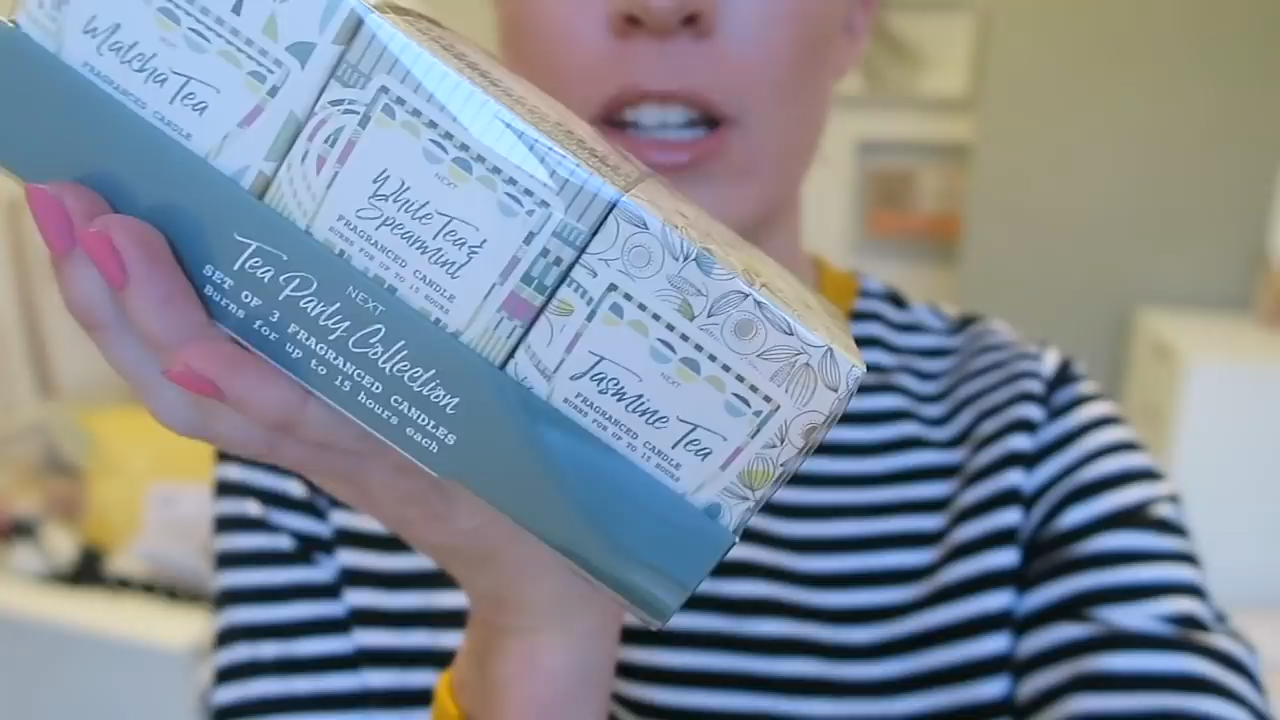 Matcha Tea
FRAGRANCED CANDLE
NEXT
White Tea &
Spearmint
FRAGRANCED CANDLE
BURNS FOR UP TO 15 HOURS
NEXT
Jasmine Tea
FRAGRANCED CANDLE
BURNS FOR UP TO 15 HOURS
NEXT
Tea Party Collection
SET OF 3 FRAGRANCED CANDLES
Burns for up to 15 hours each